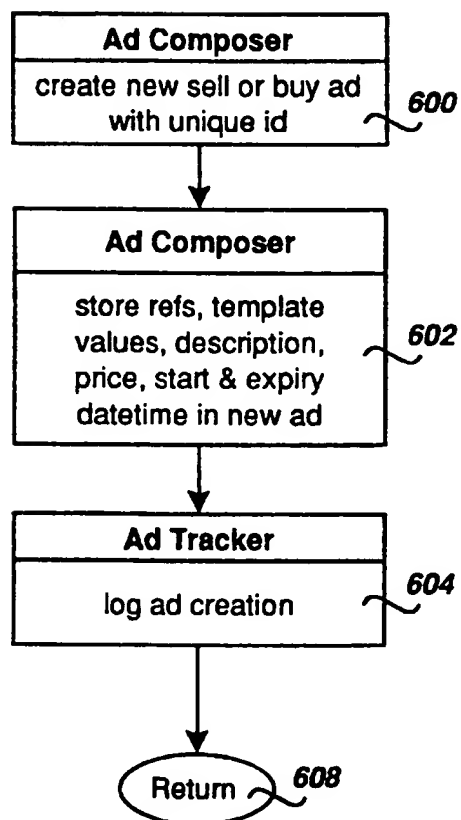 Ad Composer
create new sell or buy ad
with unique id
600
Ad Composer
store refs, template
values, description,
price, start & expiry
datetime in new ad
602
Ad Tracker
log ad creation
604
Return
608